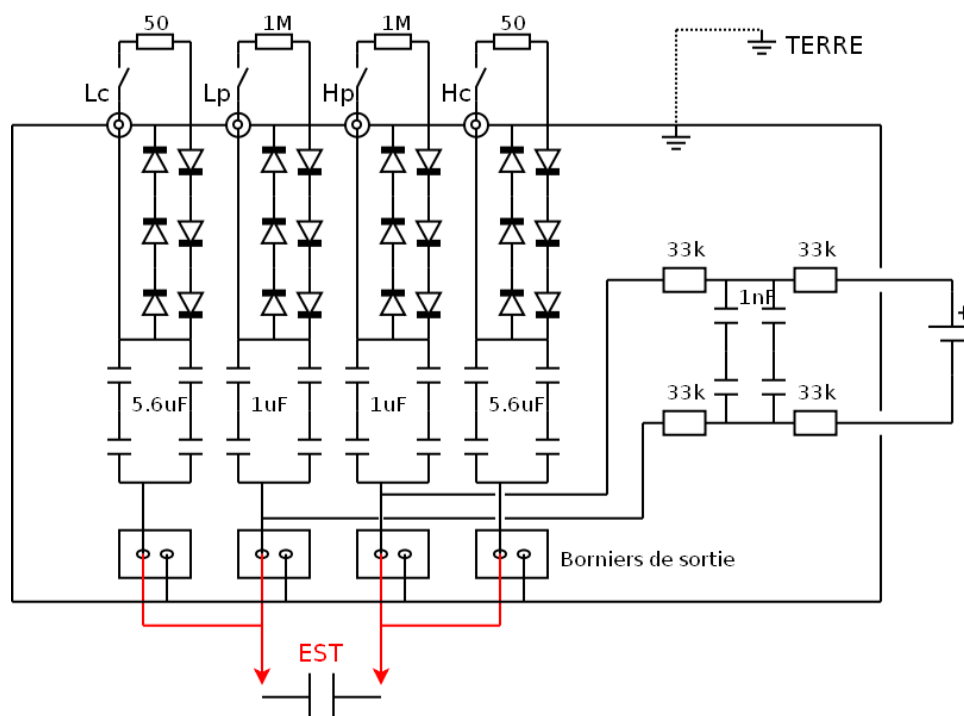 50 1M 1M 50
TERRE
Lc Lp Hp Hc
33k 33k
1nF
+
33k 33k
5.6uF 1uF 1uF 5.6uF
Borniers de sortie
EST